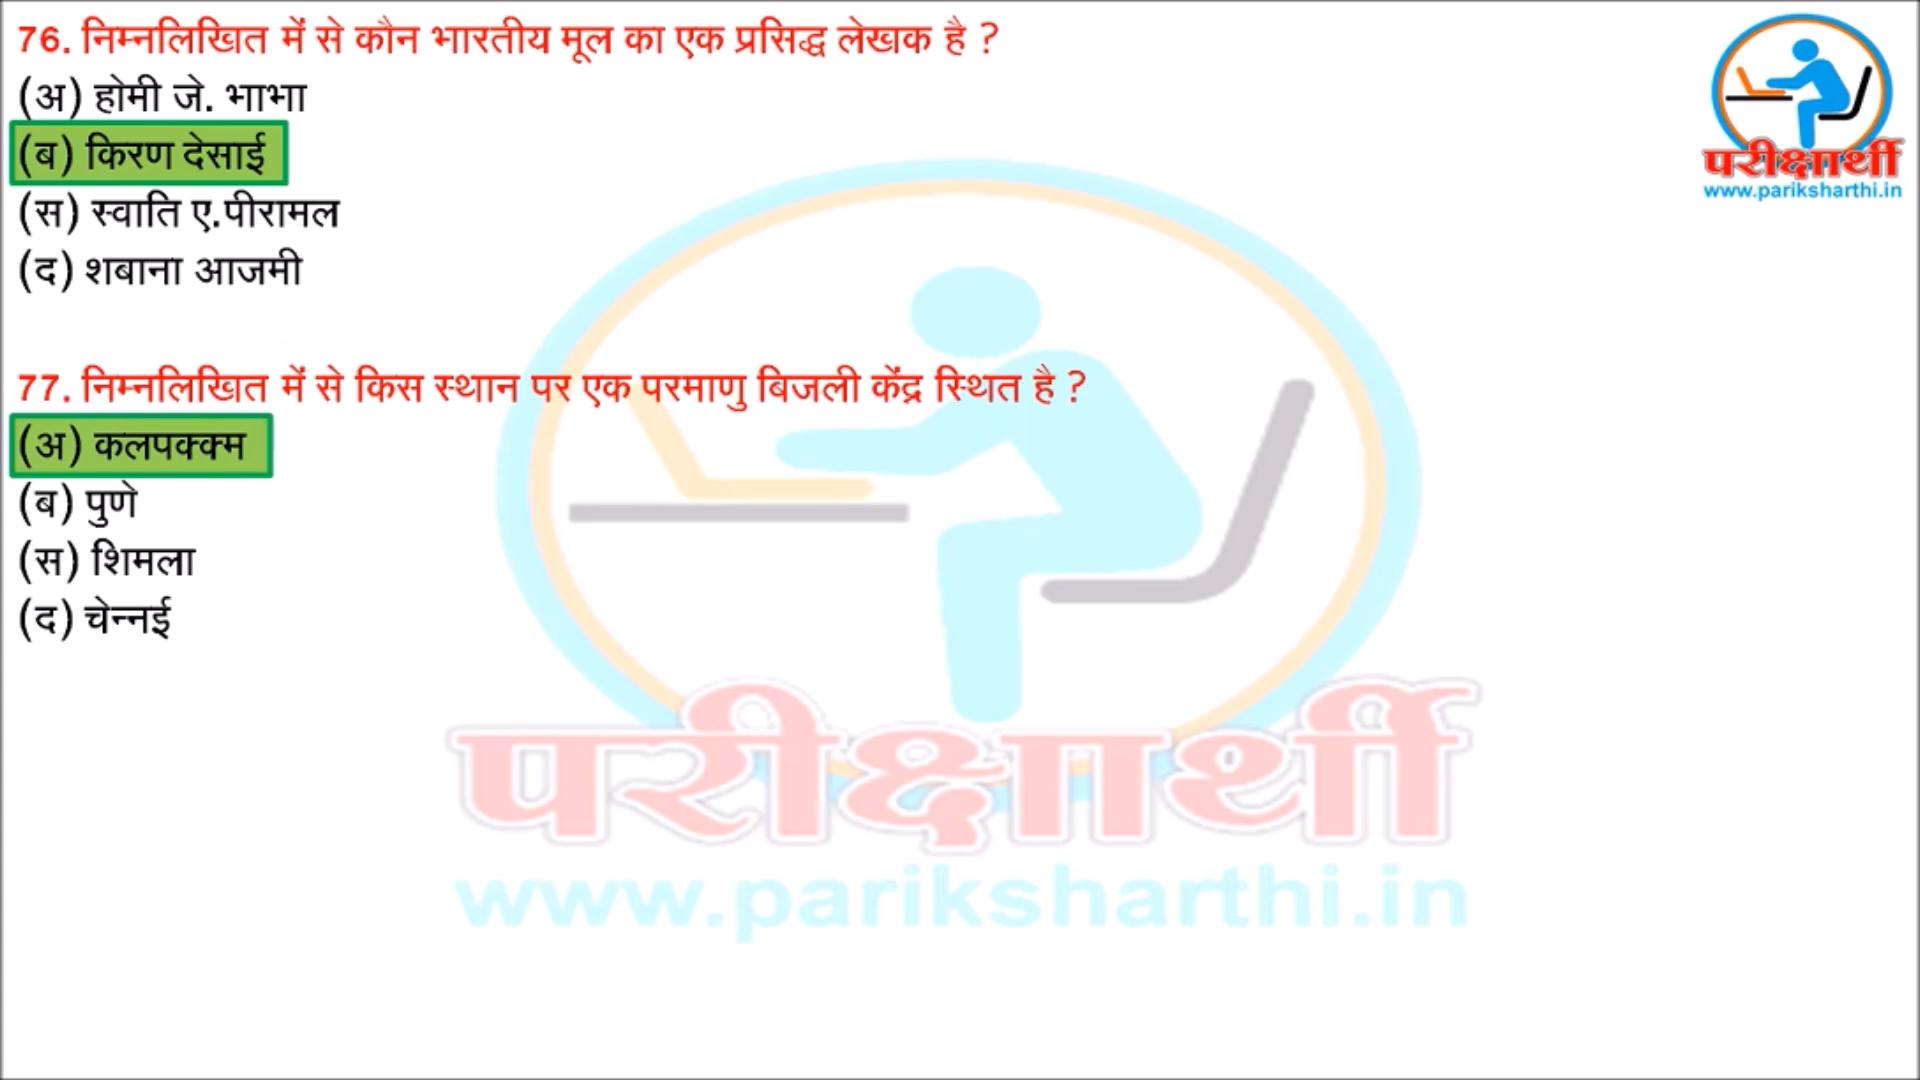 76. निम्नलिखित में से कौन भारतीय मूल का एक प्रसिद्ध लेखक है ?
(अ) होमी जे. भाभा
(ब) किरण देसाई
(स) स्वाति ए.पीरामल
(द) शबाना आजमी
77. निम्नलिखित में से किस स्थान पर एक परमाणु बिजली केंद्र स्थित है ?
(अ) कलपक्क्म
(ब) पुणे
(स) शिमला
(द) चेन्नई
परीक्षार्थी
www.pariksharthi.in
परीक्षार्थी
www.pariksharthi.in